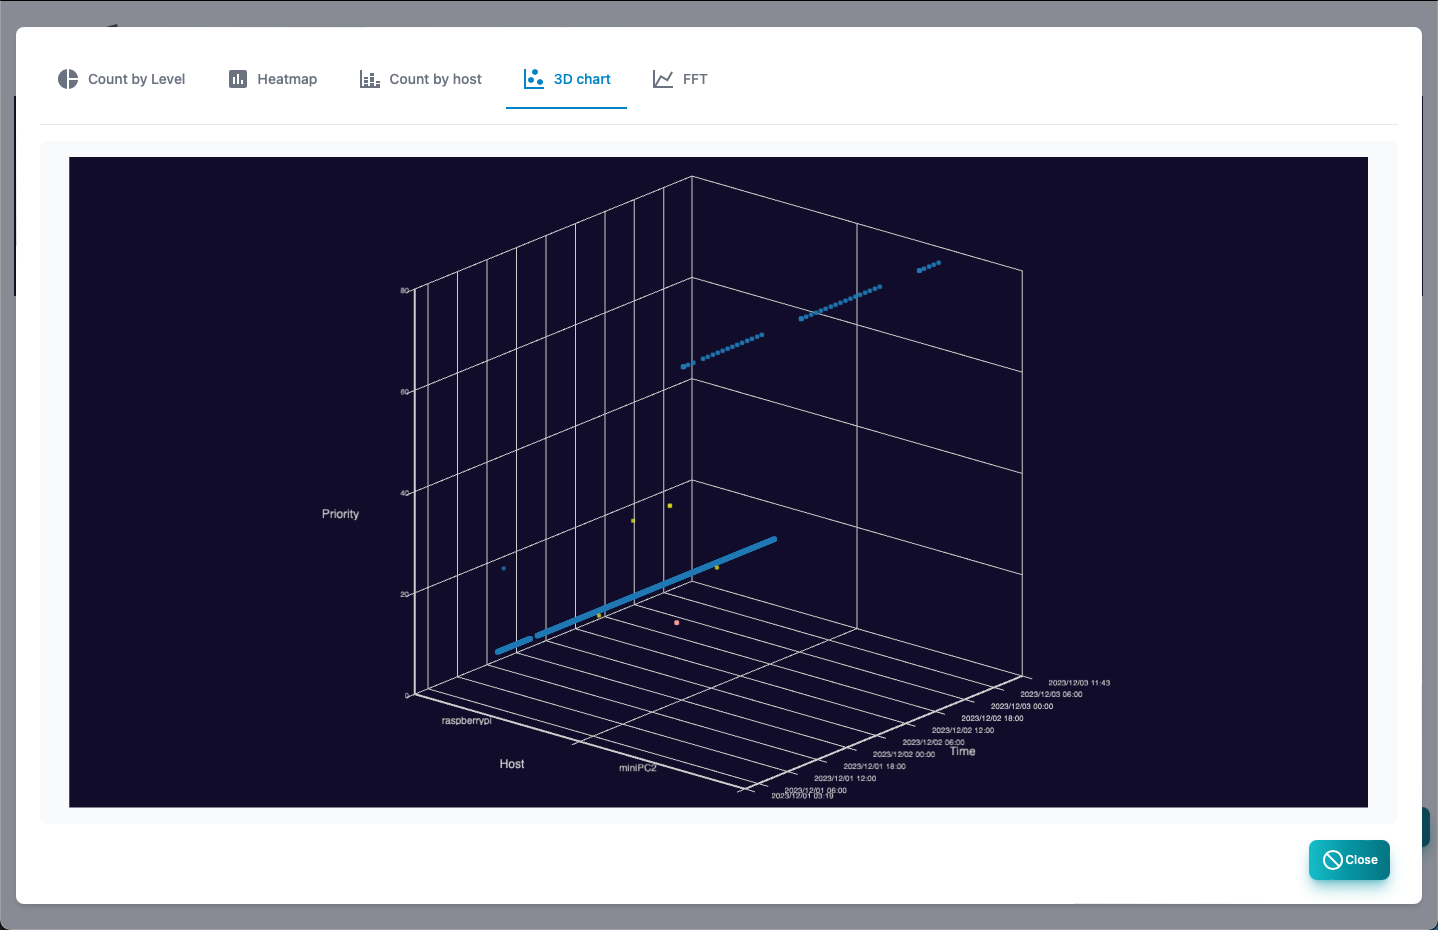 Count by Level
Heatmap
Count by host
3D chart
FFT
80
60
40
20
0
Priority
raspberrypi
miniPC2
Host
2023/12/03 11:43
2023/12/03 06:00
2023/12/03 00:00
2023/12/02 18:00
2023/12/02 12:00
2023/12/02 06:00
Time
2023/12/02 00:00
2023/12/01 18:00
2023/12/01 12:00
2023/12/01 06:00
2023/12/01 03:19
Close